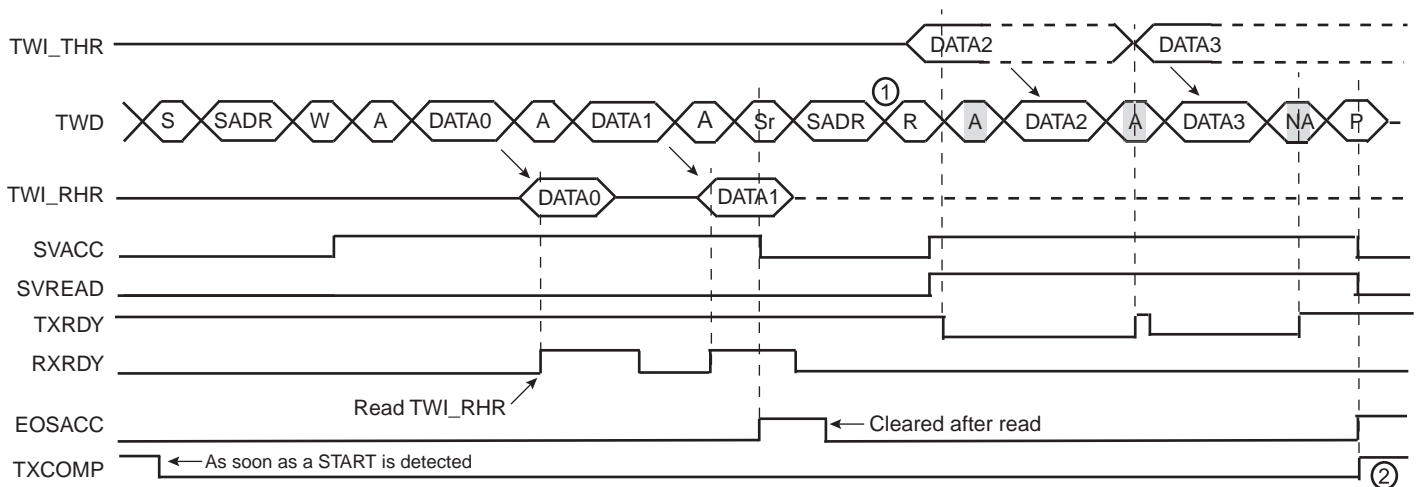 TWI_THR DATA2 DATA3
①
TWD S SADR W A DATA0 A DATA1 A Sr SADR R A DATA2 A DATA3 NA P
TWI_RHR DATA0 DATA1
SVACC
SVREAD
TXRDY
RXRDY
Read TWI_RHR
EOSACC Cleared after read
TXCOMP As soon as a START is detected ②